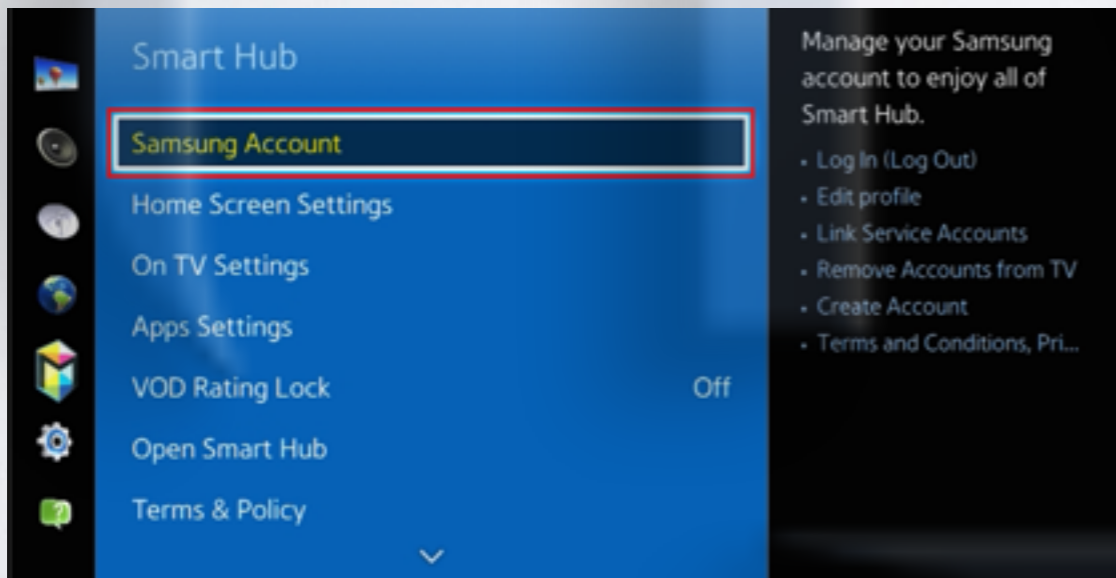 Smart Hub
Samsung Account
Home Screen Settings
On TV Settings
Apps Settings
VOD Rating Lock Off
Open Smart Hub
Terms & Policy
Manage your Samsung
account to enjoy all of
Smart Hub.
• Log In (Log Out)
• Edit profile
• Link Service Accounts
• Remove Accounts from TV
• Create Account
• Terms and Conditions, Pri...